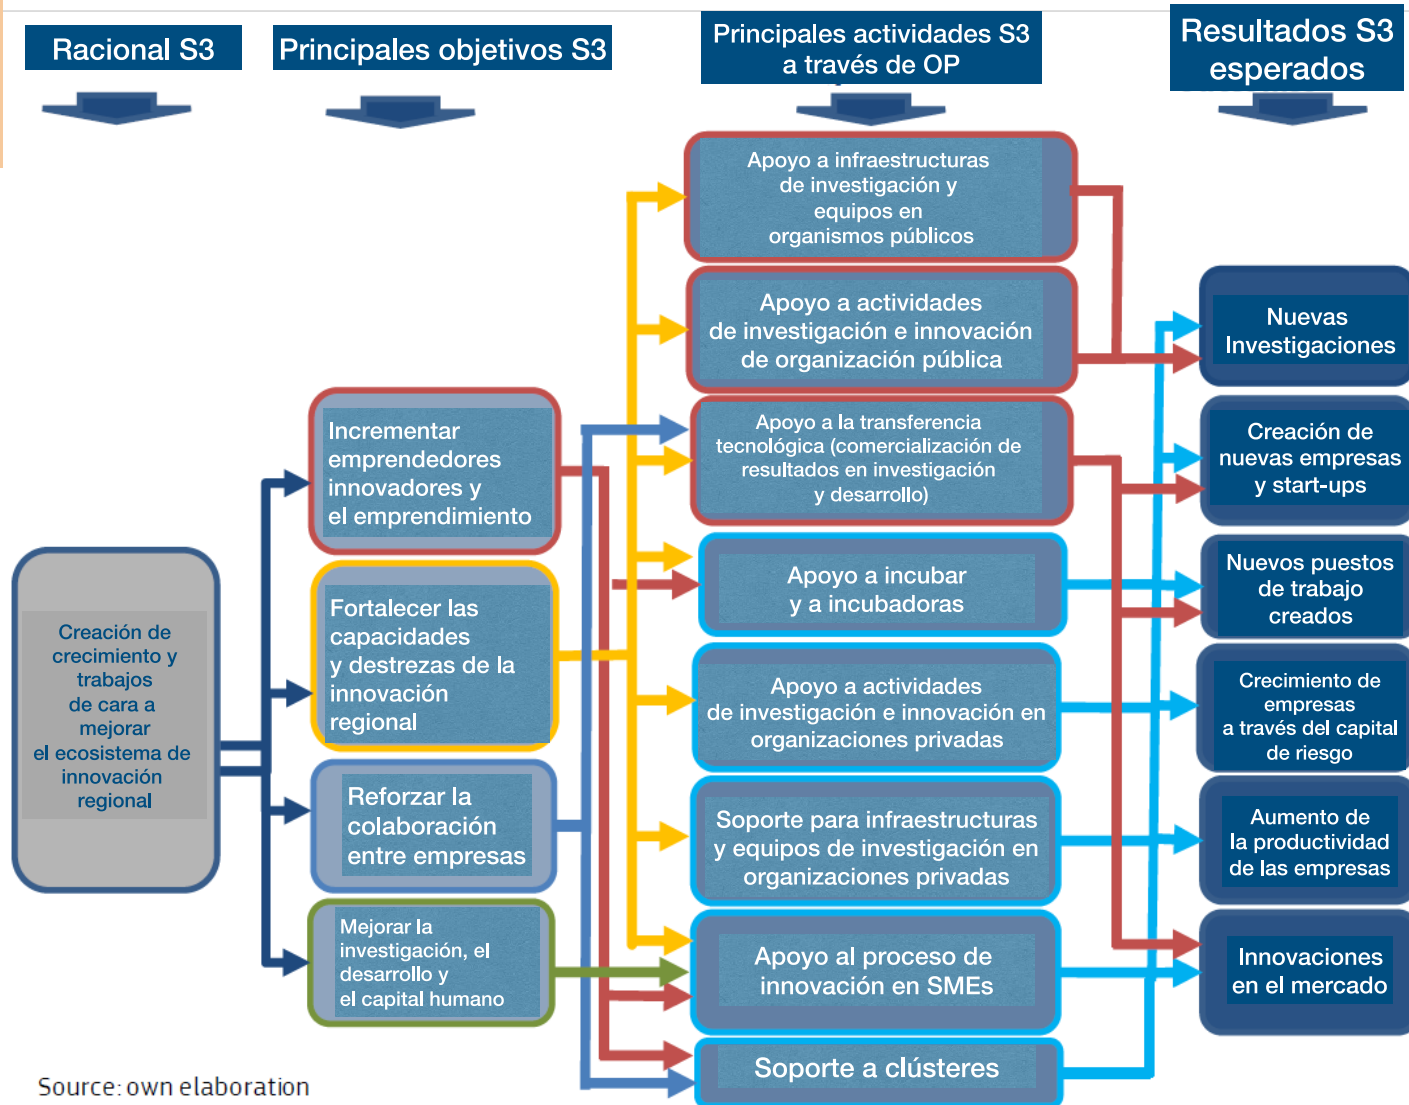 Racional S3
Principales objetivos S3
Principales actividades S3
a través de OP
Resultados S3
esperados
Creación de
crecimiento y
trabajos
de cara a
mejorar
el ecosistema de
innovación
regional
Incrementar
emprendedores
innovadores y
el emprendimiento
Fortalecer las
capacidades
y destrezas de la
innovación
regional
Reforzar la
colaboración
entre empresas
Mejorar la
investigación, el
desarrollo y
el capital humano
Apoyo a infraestructuras
de investigación y
equipos en
organismos públicos
Apoyo a actividades
de investigación e innovación
de organización pública
Apoyo a la transferencia
tecnológica (comercialización de
resultados en investigación
y desarrollo)
Apoyo a incubar
y a incubadoras
Apoyo a actividades
de investigación e innovación en
organizaciones privadas
Soporte para infraestructuras
y equipos de investigación en
organizaciones privadas
Apoyo al proceso de
innovación en SMEs
Soporte a clústeres
Nuevas
Investigaciones
Creación de
nuevas empresas
y start-ups
Nuevos puestos
de trabajo
creados
Crecimiento de
empresas
a través del capital
de riesgo
Aumento de
la productividad
de las empresas
Innovaciones
en el mercado
Source: own elaboration